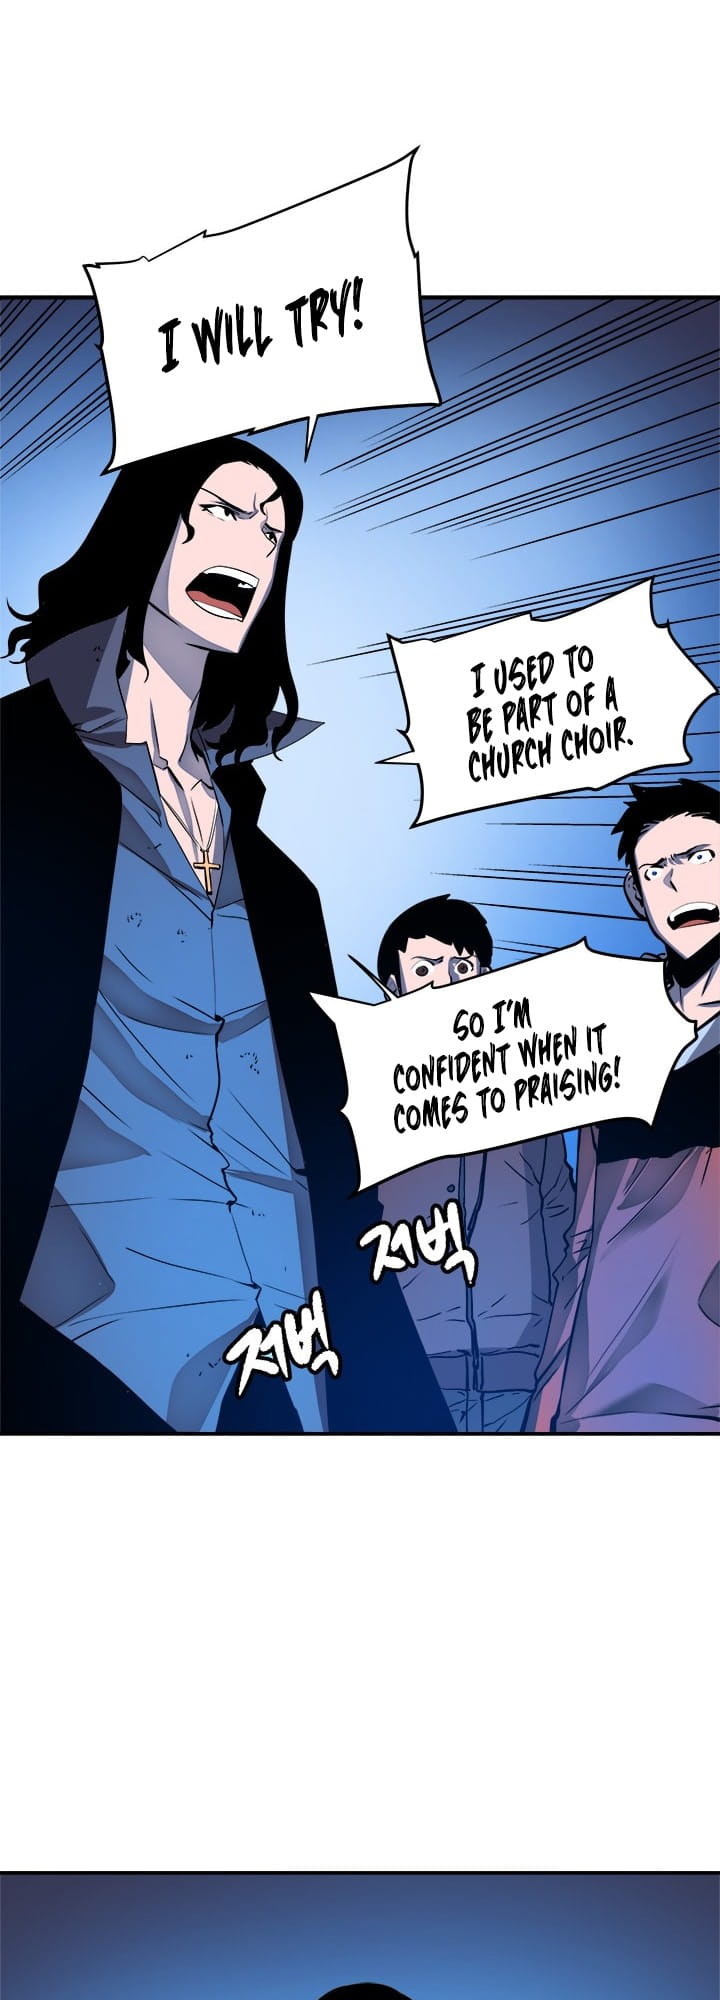 I WILL TRY!
I USED TO
BE PART OF A
CHURCH CHOIR.
SO I'M
CONFIDENT WHEN IT
COMES TO PRAISING!
저벅
저벅